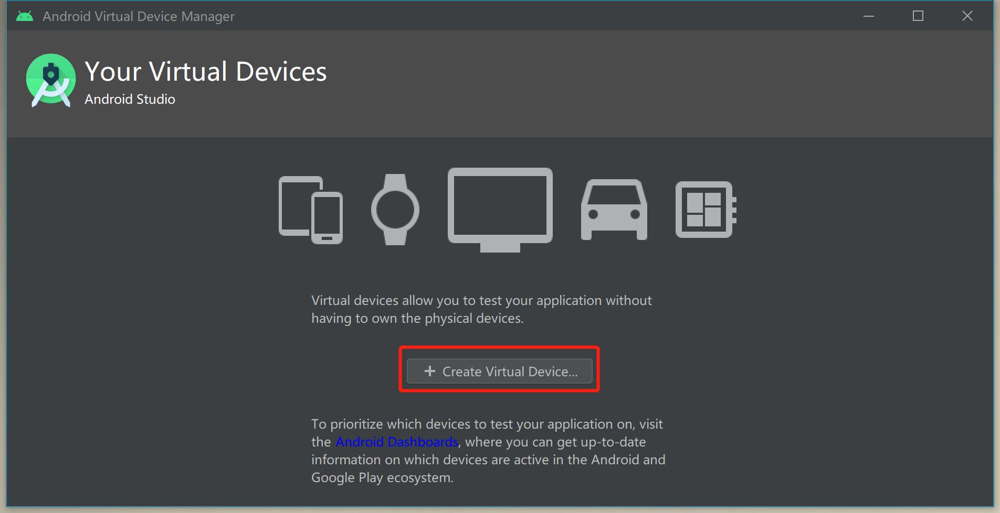 Android Virtual Device Manager
Your Virtual Devices
Android Studio
Virtual devices allow you to test your application without
having to own the physical devices.
+ Create Virtual Device...
To prioritize which devices to test your application on, visit
the Android Dashboards, where you can get up-to-date
information on which devices are active in the Android and
Google Play ecosystem.